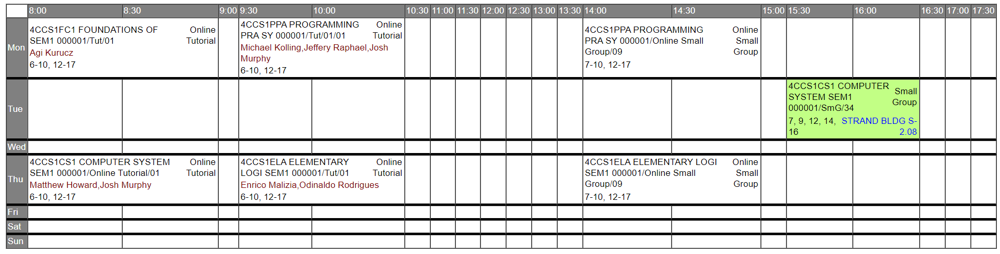 8:00 8:30 9:00 9:30 10:00 10:30 11:00 11:30 12:00 12:30 13:00 13:30 14:00 14:30 15:00 15:30 16:00 16:30 17:00 17:30
Mon
4CCS1FC1 FOUNDATIONS OF Online
SEM1 000001/Tut/01 Tutorial
Agi Kurucz
6-10, 12-17
4CCS1PPA PROGRAMMING Online
PRA SY 000001/Tut/01/01 Tutorial
Michael Kolling,Jeffery Raphael,Josh
Murphy
6-10, 12-17
4CCS1PPA PROGRAMMING Online
PRA SY 000001/Online Small Small
Group/09 Group
7-10, 12-17
Tue
4CCS1CS1 COMPUTER Small
SYSTEM SEM1 Group
000001/SmG/34
7, 9, 12, 14, STRAND BLDG S-
16 2.08
Wed
Thu
4CCS1CS1 COMPUTER SYSTEM Online
SEM1 000001/Online Tutorial/01 Tutorial
Matthew Howard,Josh Murphy
6-10, 12-17
4CCS1ELA ELEMENTARY Online
LOGI SEM1 000001/Tut/01 Tutorial
Enrico Malizia,Odinaldo Rodrigues
6-10, 12-17
4CCS1ELA ELEMENTARY LOGI Online
SEM1 000001/Online Small Small
Group/09 Group
7-10, 12-17
Fri
Sat
Sun